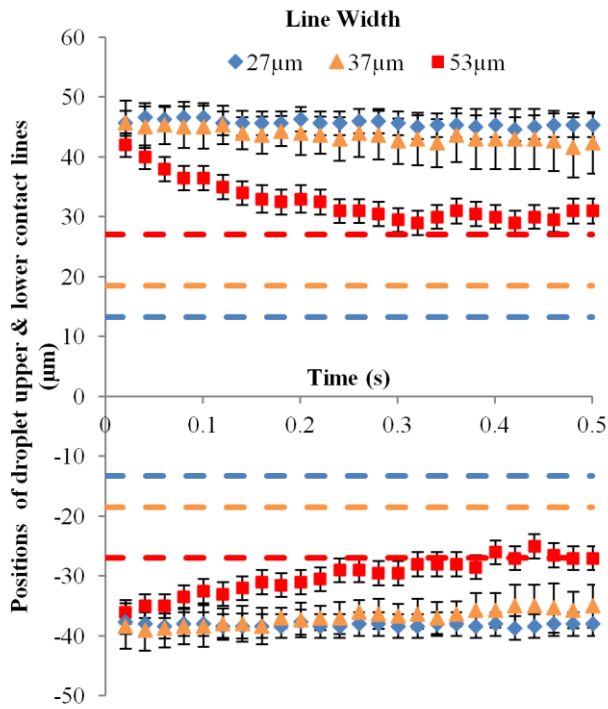 Line Width
27µm 37µm 53µm
60
50
40
30
20
10
0
-10
-20
-30
-40
-50
Time (s)
0 0.1 0.2 0.3 0.4 0.5
Positions of droplet upper & lower contact lines
(µm)